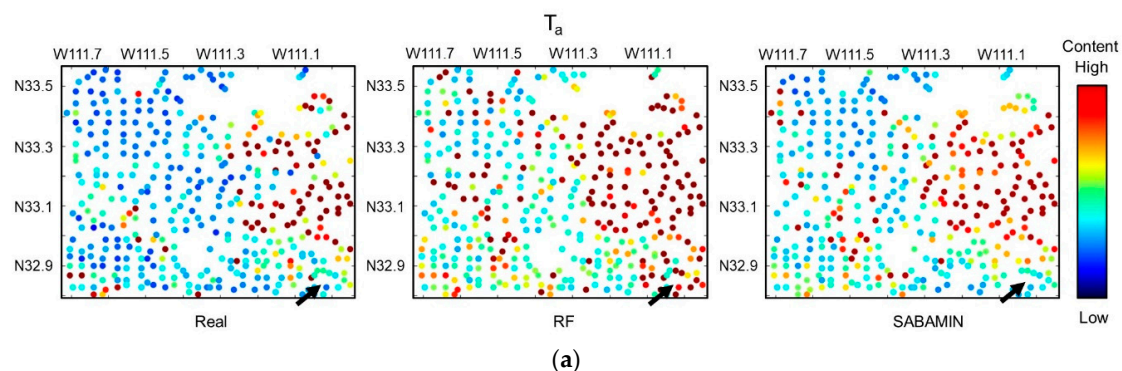 Tₐ
W111.7 W111.5 W111.3 W111.1
W111.7 W111.5 W111.3 W111.1
W111.7 W111.5 W111.3 W111.1
Content
High
N33.5
N33.3
N33.1
N32.9
N33.5
N33.3
N33.1
N32.9
N33.5
N33.3
N33.1
N32.9
Low
Real
RF
SABAMIN
(a)